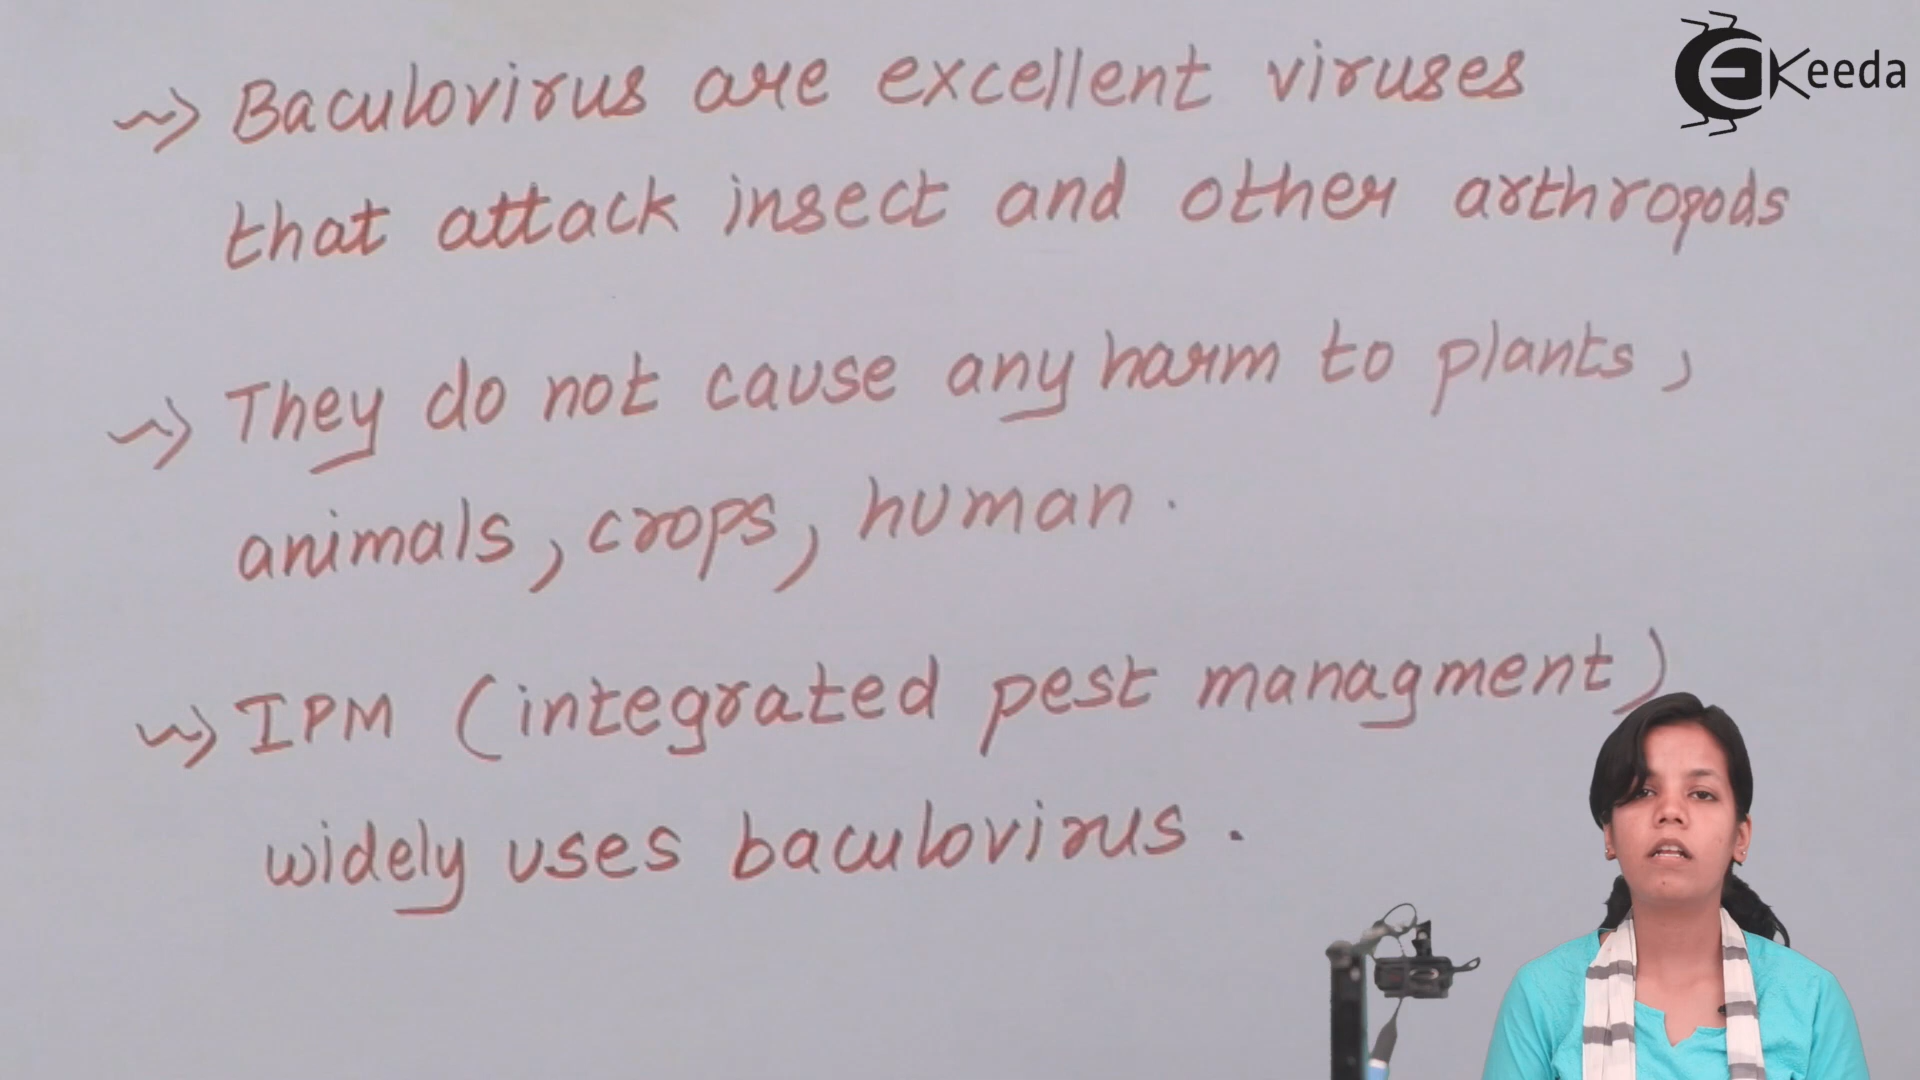 Keeda
~> Baculovirus are excellent viruses
that attack insect and other arthropods
~> They do not cause any harm to plants,
animals, crops, human.
~> IPM (integrated pest managment)
widely uses baculovirus.